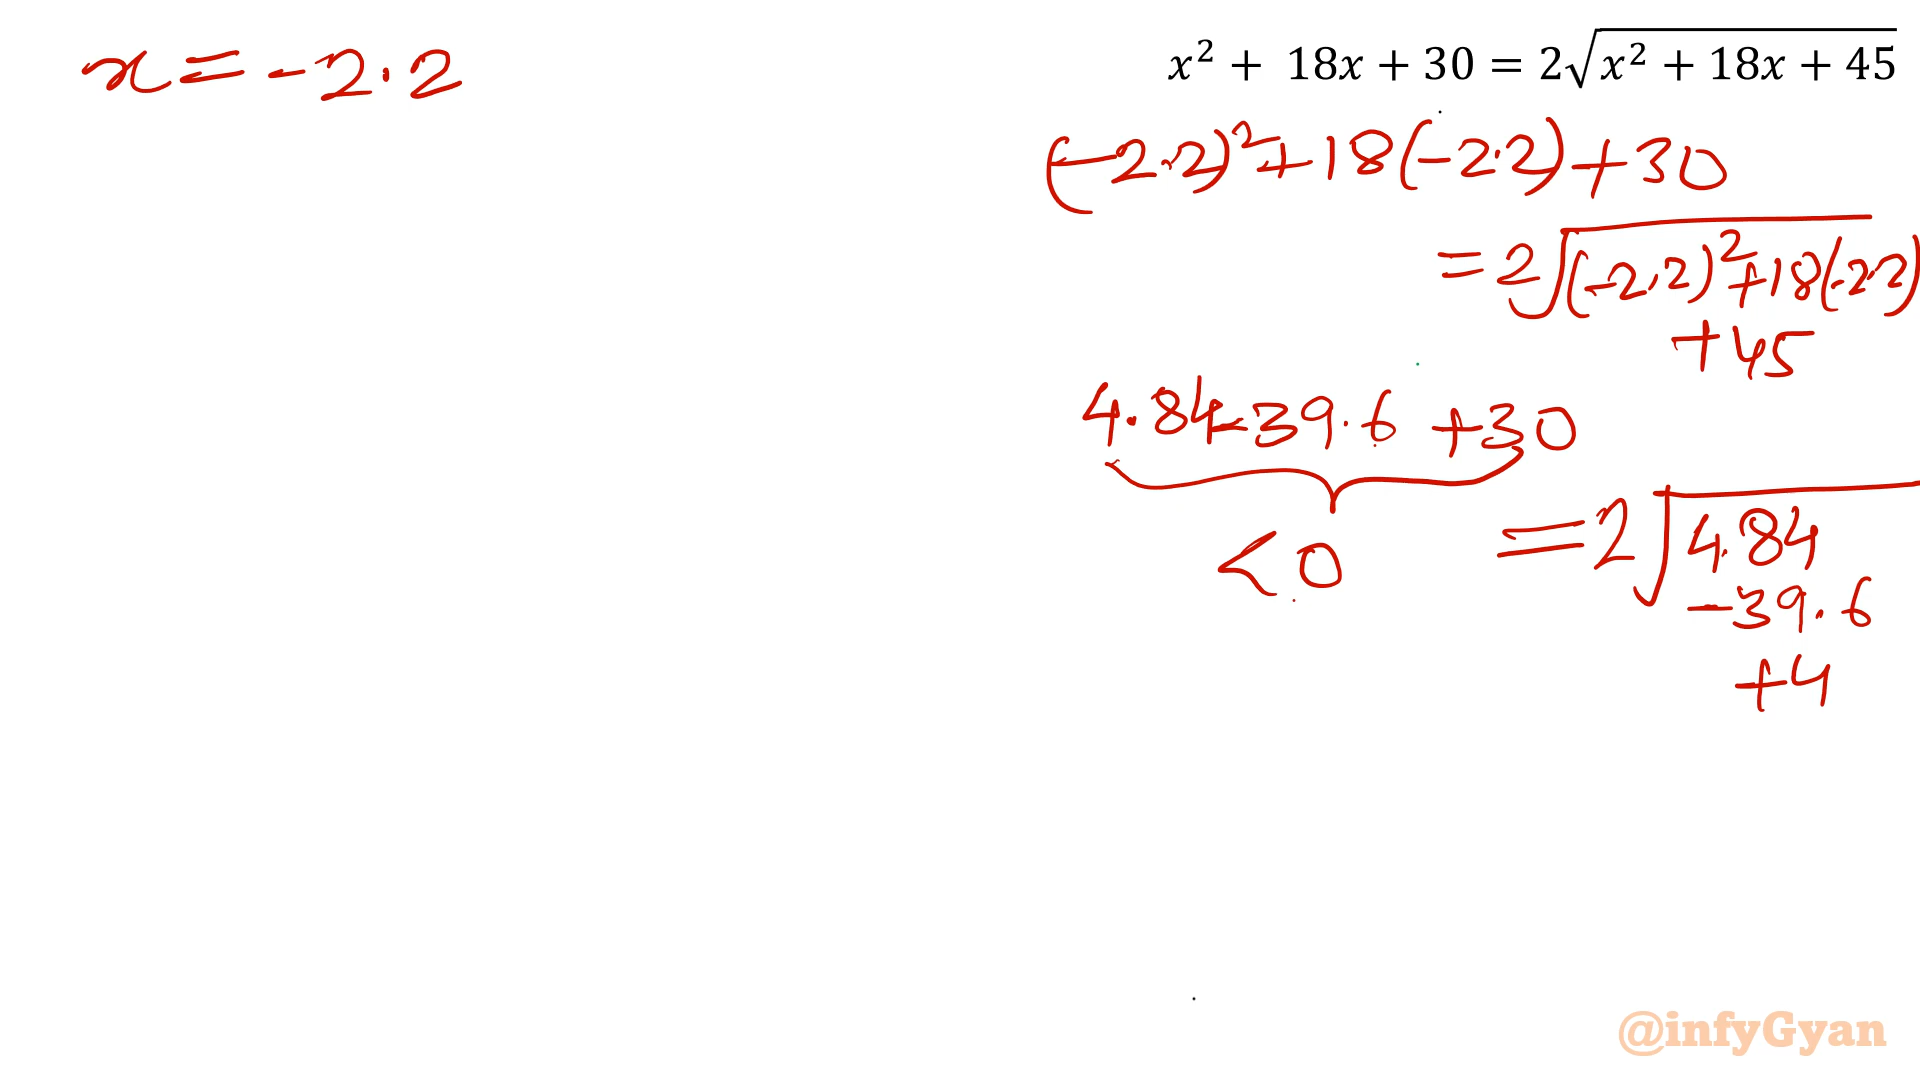 x = -2.2
x² + 18x + 30 = 2√(x² + 18x + 45)
(-2.2)² + 18(-2.2) + 30
= 2√((-2.2)² + 18(-2.2)
+45
4.84 - 39.6 + 30
< 0
= 2√(4.84
-39.6
+4
@infyGyan